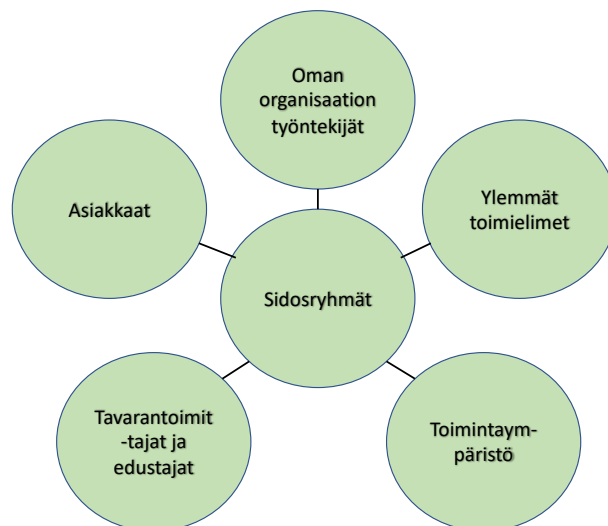 Oman
organisaation
työntekijät
Asiakkaat
Ylemmät
toimielimet
Sidosryhmät
Tavarantoimit
-tajat ja
edustajat
Toimintaym-
päristö